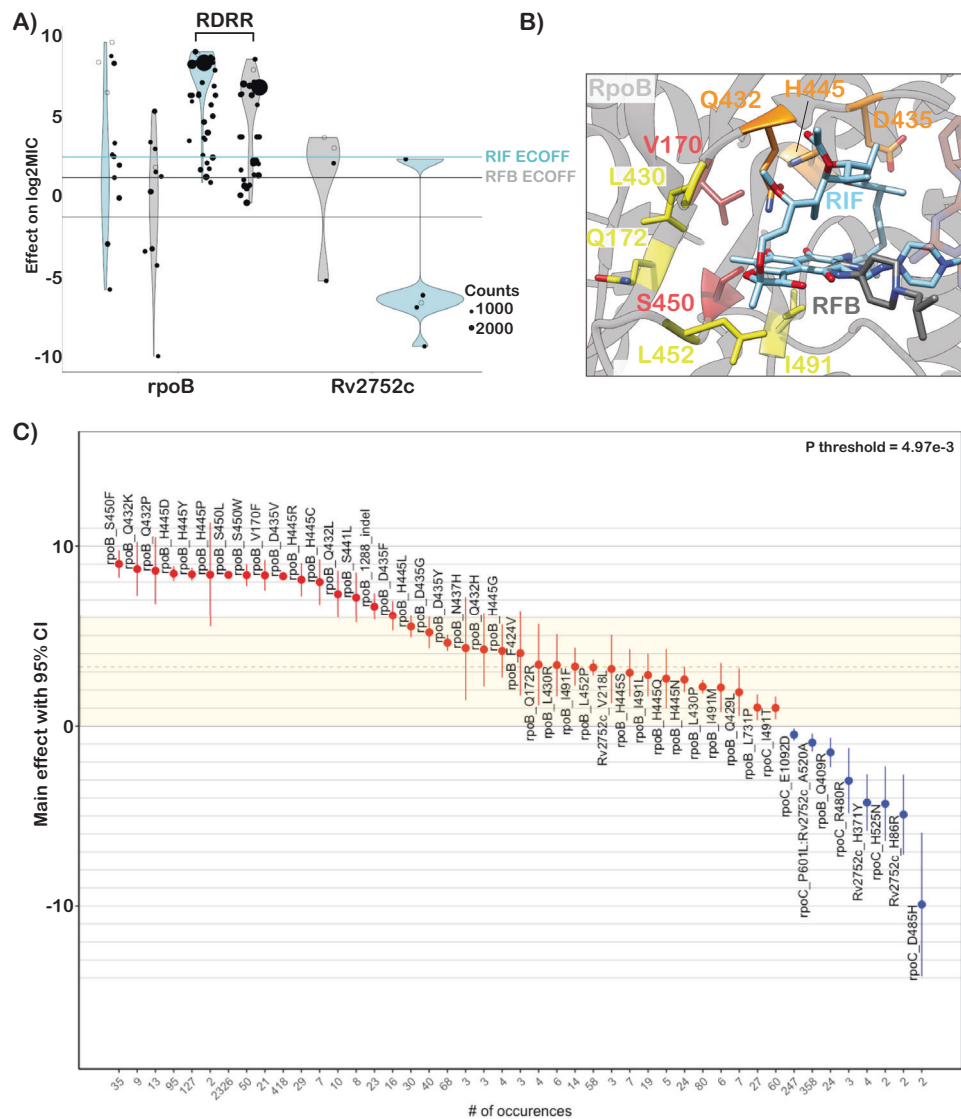 A)
RDRR
10
5
0
-5
-10
Effect on log2MIC
RIF ECOFF
RFB ECOFF
Counts
1000
2000
rpoB
Rv2752c
B)
RpoB
Q432
H445
D435
V170
L430
RIF
Q172
S450
RFB
L452
I491
C)
P threshold = 4.97e-3
Main effect with 95% CI
10
0
-10
rpoB_S450F
rpoB_Q432K
rpoB_Q432P
rpoB_H445D
rpoB_H445Y
rpoB_H445P
rpoB_S450L
rpoB_S450W
rpoB_V170F
rpoB_D435V
rpoB_H445R
rpoB_H445C
rpoB_Q432L
rpoB_S441L
rpoB_1288_indel
rpoB_D435F
rpoB_H445L
rpoB_D435G
rpoB_D435Y
rpoB_N437H
rpoB_Q432H
rpoB_H445G
rpoB_F424V
rpoB_Q172R
rpoB_L430R
rpoB_I491F
rpoB_L452P
Rv2752c_V218L
rpoB_H445S
rpoB_I491L
rpoB_H445Q
rpoB_H445N
rpoB_L430P
rpoB_I491M
rpoB_Q429L
rpoB_L731P
rpoC_I491T
rpoC_E1092D
rpoC_P601L:Rv2752c_A520A
rpoB_Q409R
rpoC_R480R
Rv2752c_H371Y
rpoC_H525N
Rv2752c_H86R
rpoC_D485H
35 9 13 95 127 2 2326 50 21 418 29 7 10 8 23 16 30 40 68 3 3 4 3 4 6 14 58 3 7 19 5 24 80 6 7 27 60 247 358 24 3 4 2 2 2
# of occurences